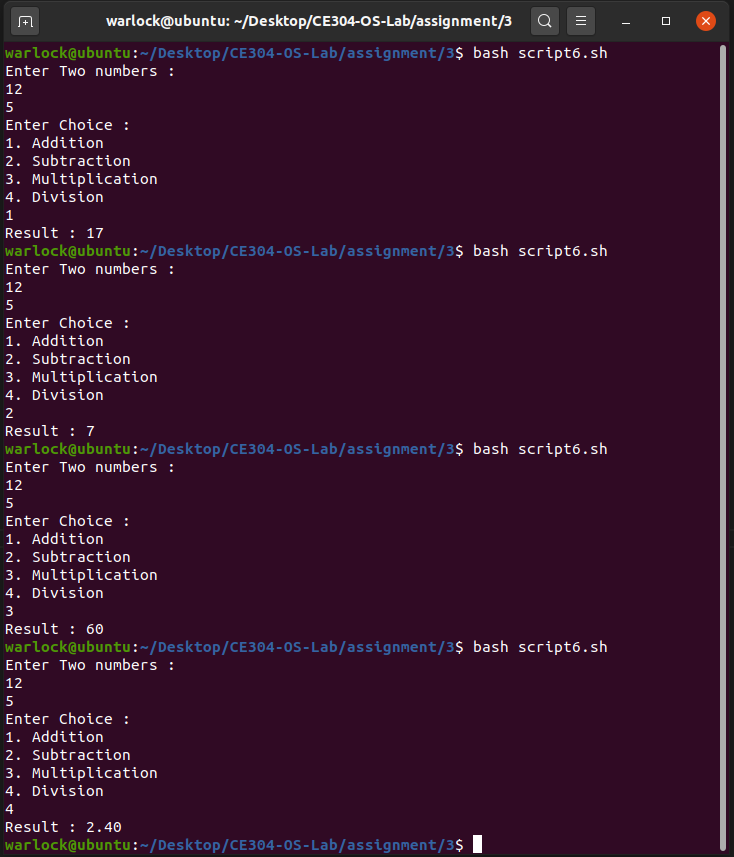 warlock@ubuntu: ~/Desktop/CE304-OS-Lab/assignment/3
warlock@ubuntu:~/Desktop/CE304-OS-Lab/assignment/3$ bash script6.sh
Enter Two numbers :
12
5
Enter Choice :
1. Addition
2. Subtraction
3. Multiplication
4. Division
1
Result : 17
warlock@ubuntu:~/Desktop/CE304-OS-Lab/assignment/3$ bash script6.sh
Enter Two numbers :
12
5
Enter Choice :
1. Addition
2. Subtraction
3. Multiplication
4. Division
2
Result : 7
warlock@ubuntu:~/Desktop/CE304-OS-Lab/assignment/3$ bash script6.sh
Enter Two numbers :
12
5
Enter Choice :
1. Addition
2. Subtraction
3. Multiplication
4. Division
3
Result : 60
warlock@ubuntu:~/Desktop/CE304-OS-Lab/assignment/3$ bash script6.sh
Enter Two numbers :
12
5
Enter Choice :
1. Addition
2. Subtraction
3. Multiplication
4. Division
4
Result : 2.40
warlock@ubuntu:~/Desktop/CE304-OS-Lab/assignment/3$